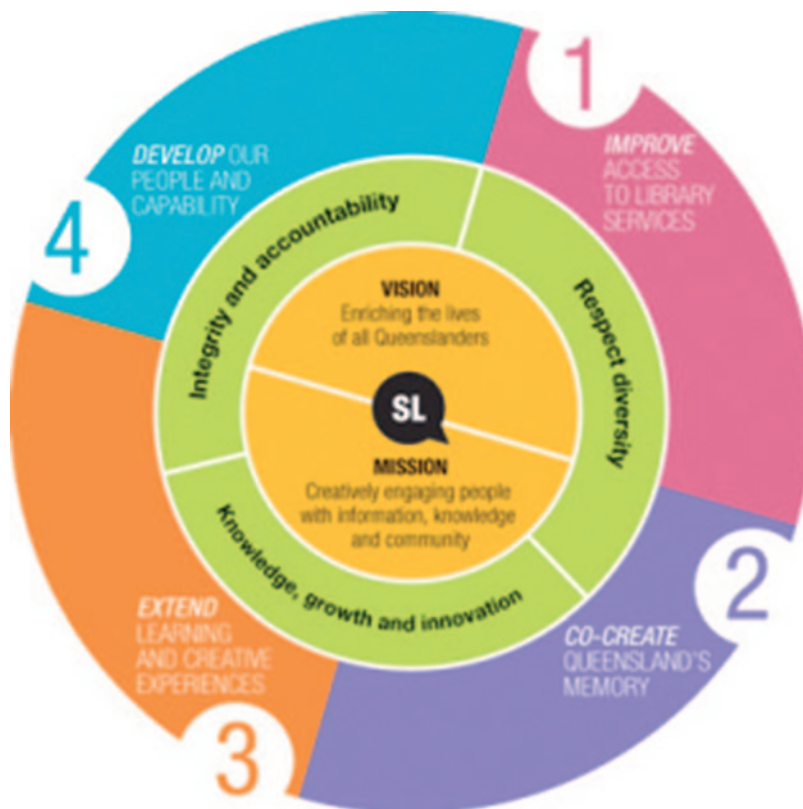 1
IMPROVE
ACCESS
TO LIBRARY
SERVICES
2
CO-CREATE
QUEENSLAND'S
MEMORY
3
EXTEND
LEARNING
AND CREATIVE
EXPERIENCES
4
DEVELOP OUR
PEOPLE AND
CAPABILITY
Integrity and accountability
Respect diversity
Knowledge, growth and innovation
VISION
Enriching the lives
of all Queenslanders
SL
MISSION
Creatively engaging people
with information, knowledge
and community